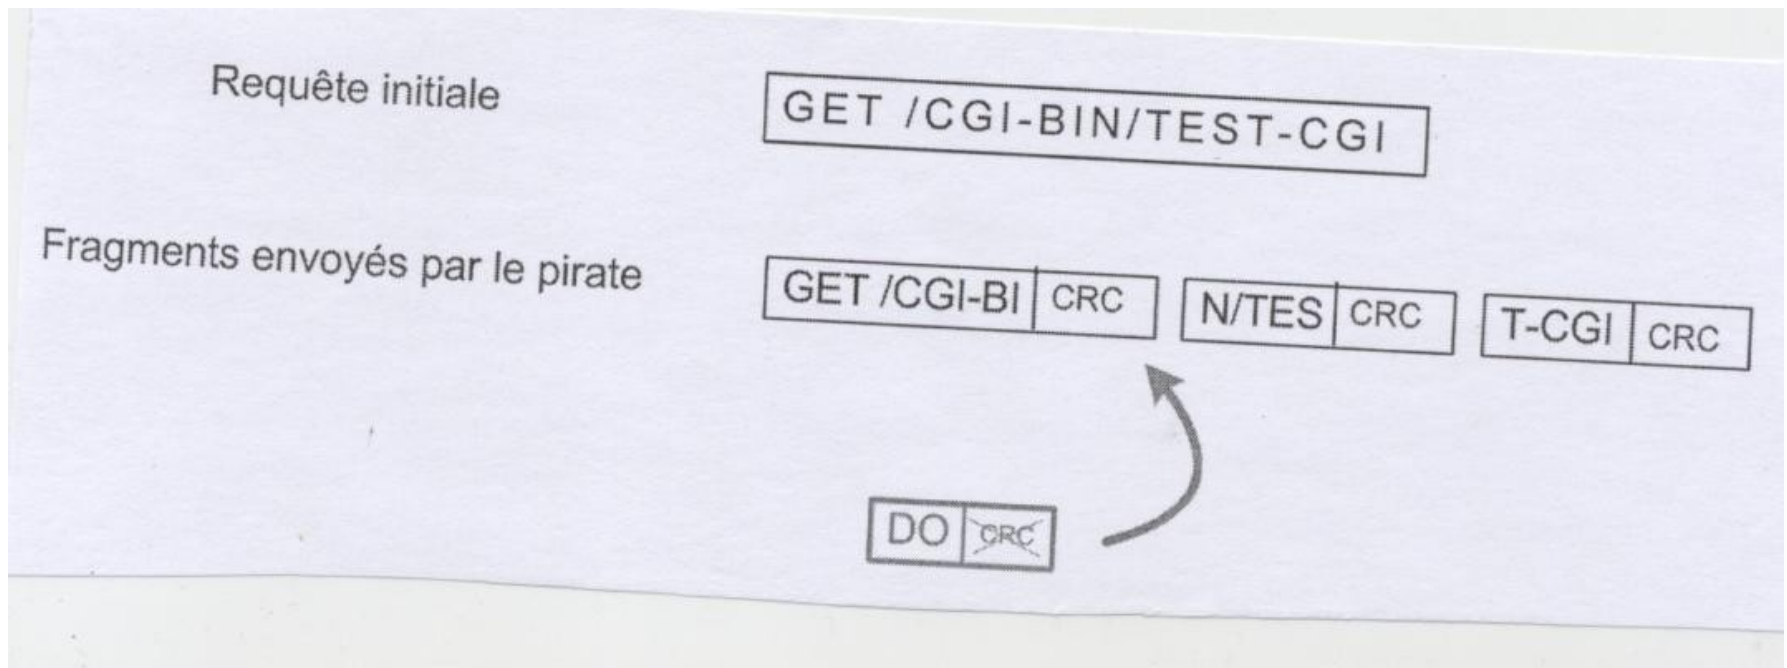 Requête initiale
GET /CGI-BIN/TEST-CGI
Fragments envoyés par le pirate
GET /CGI-BI CRC N/TES CRC T-CGI CRC
DO CRC